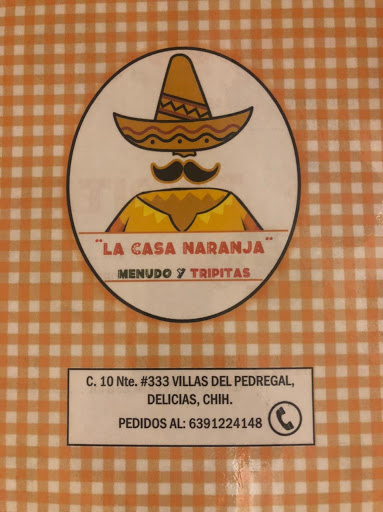 "LA CASA NARANJA"
MENUDO Y TRIPITAS
C. 10 Nte. #333 VILLAS DEL PEDREGAL,
DELICIAS, CHIH.
PEDIDOS AL: 6391224148